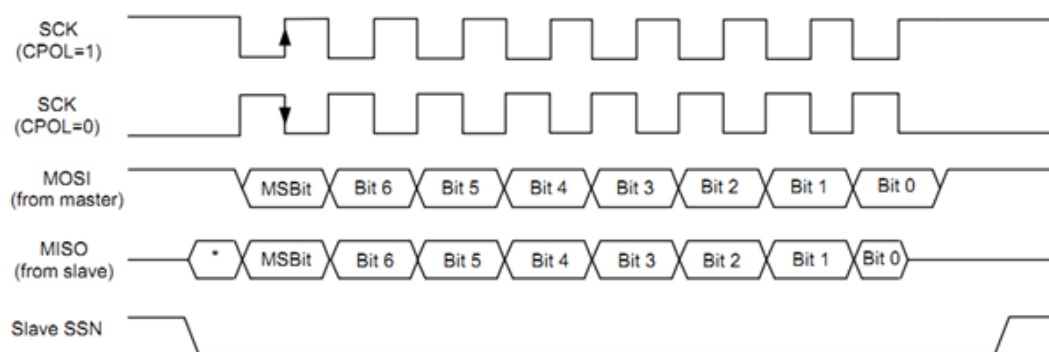 SCK
(CPOL=1)
SCK
(CPOL=0)
MOSI
(from master)
MSBit Bit 6 Bit 5 Bit 4 Bit 3 Bit 2 Bit 1 Bit 0
MISO
(from slave)
* MSBit Bit 6 Bit 5 Bit 4 Bit 3 Bit 2 Bit 1 Bit 0
Slave SSN